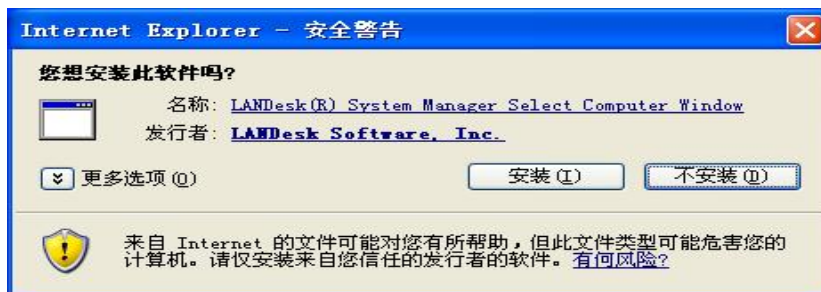 Internet Explorer - 安全警告
您想安装此软件吗?
名称: LANDesk(R) System Manager Select Computer Window
发行者: LANDesk Software, Inc.
更多选项(O)
安装(I)
不安装(D)
来自 Internet 的文件可能对您有所帮助，但此文件类型可能危害您的
计算机。请仅安装来自您信任的发行者的软件。有何风险?